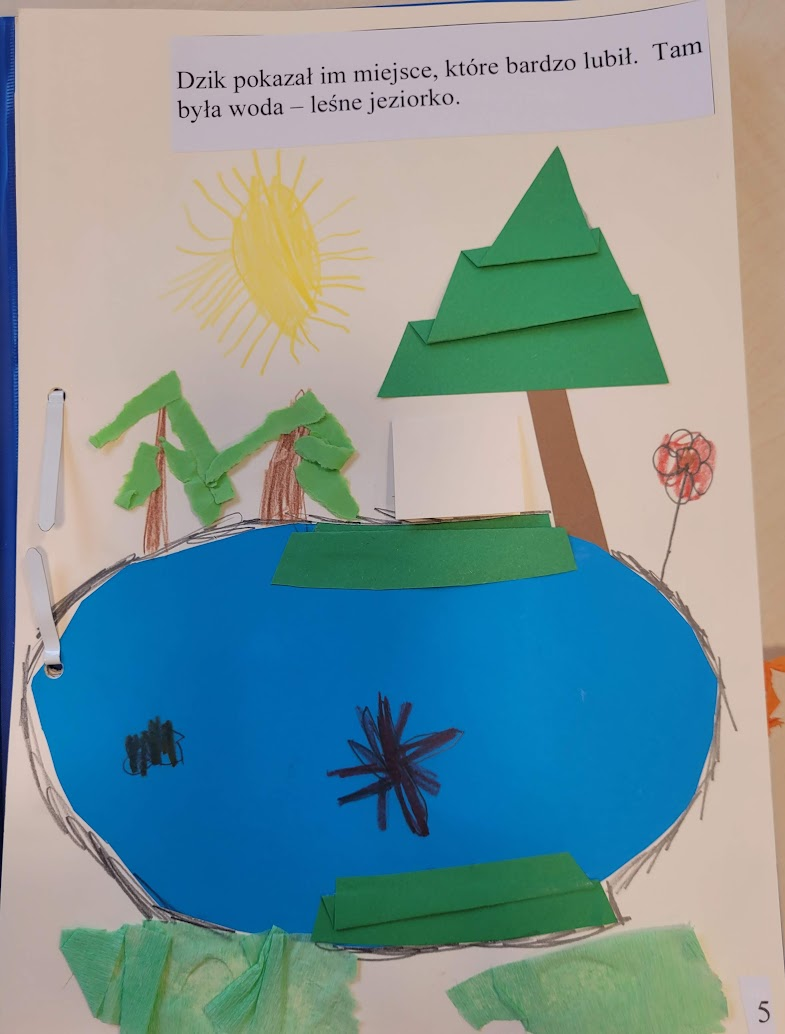 Dzik pokazał im miejsce, które bardzo lubił. Tam
była woda – leśne jeziorko.
5